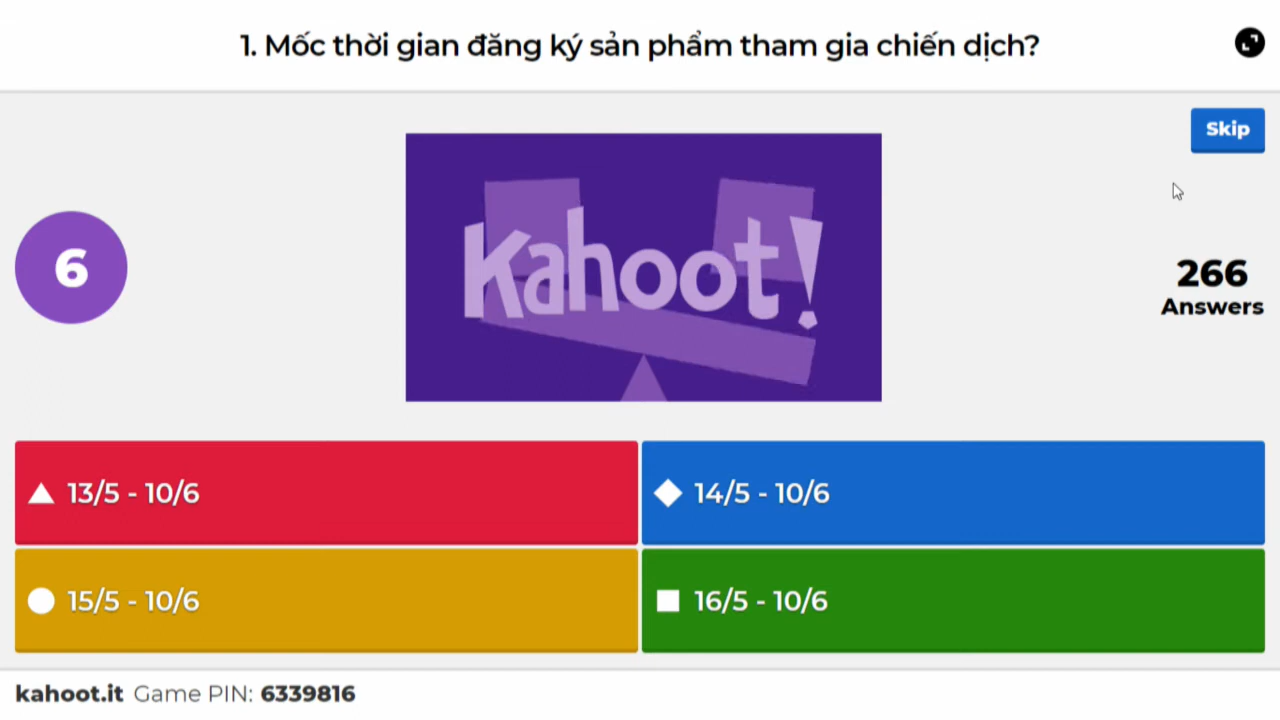 1. Mốc thời gian đăng ký sản phẩm tham gia chiến dịch?
Skip
6
Kahoot!
266
Answers
13/5 - 10/6
14/5 - 10/6
15/5 - 10/6
16/5 - 10/6
kahoot.it Game PIN: 6339816